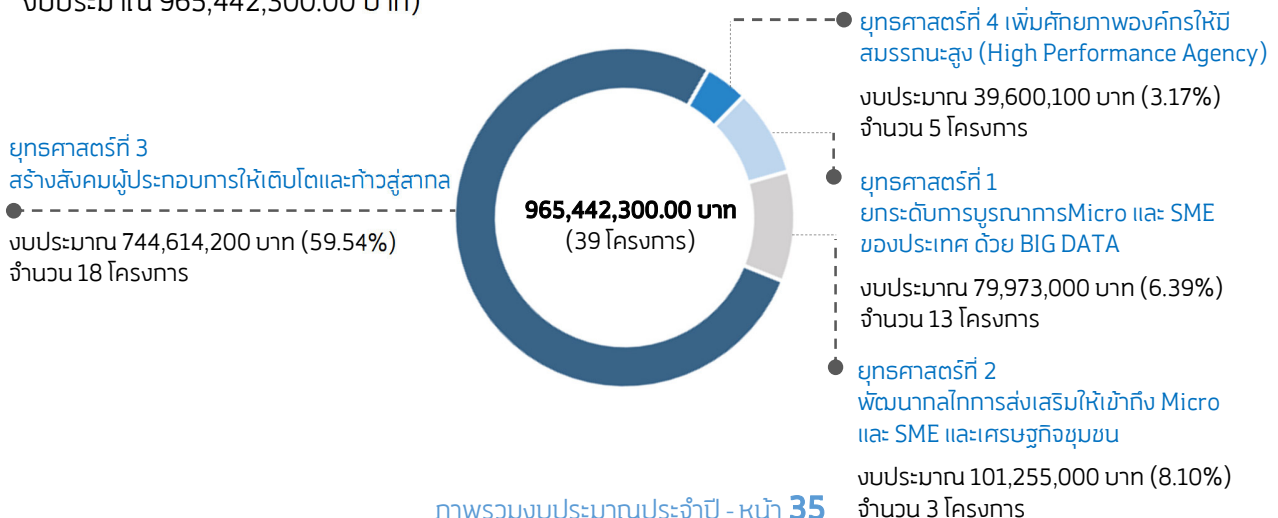 งบประมาณ 965,442,300.00 บาท)
ยุทธศาสตร์ที่ 4 เพิ่มศักยภาพองค์กรให้มี
สมรรถนะสูง (High Performance Agency)
งบประมาณ 39,600,100 บาท (3.17%)
จำนวน 5 โครงการ
ยุทธศาสตร์ที่ 3
สร้างสังคมผู้ประกอบการให้เติบโตและก้าวสู่สากล
งบประมาณ 744,614,200 บาท (59.54%)
จำนวน 18 โครงการ
965,442,300.00 บาท
(39 โครงการ)
ยุทธศาสตร์ที่ 1
ยกระดับการบูรณาการMicro และ SME
ของประเทศ ด้วย BIG DATA
งบประมาณ 79,973,000 บาท (6.39%)
จำนวน 13 โครงการ
ยุทธศาสตร์ที่ 2
พัฒนากลไกการส่งเสริมให้เข้าถึง Micro
และ SME และเศรษฐกิจชุมชน
งบประมาณ 101,255,000 บาท (8.10%)
จำนวน 3 โครงการ
ภาพรวมงบประมาณประจำปี - หน้า 35